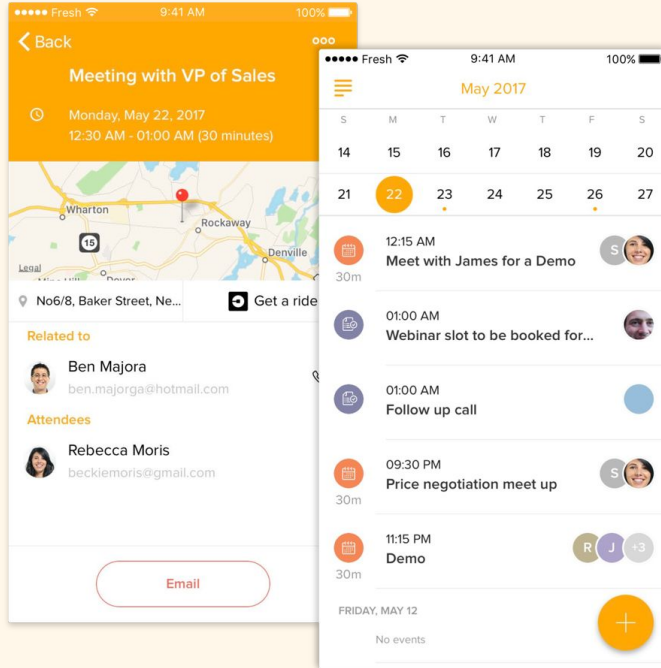 Fresh 9:41 AM 100%
Back
Meeting with VP of Sales
Monday, May 22, 2017
12:30 AM - 01:00 AM (30 minutes)
Wharton
Rockaway
15
Denville
Legal
Mine Hill
Dover
No6/8, Baker Street, Ne...
Get a ride
Related to
Ben Majora
ben.majorga@hotmail.com
Attendees
Rebecca Moris
beckiemoris@gmail.com
Email
Fresh 9:41 AM 100%
May 2017
S M T W T F S
14 15 16 17 18 19 20
21 22 23 24 25 26 27
12:15 AM
Meet with James for a Demo
S
30m
01:00 AM
Webinar slot to be booked for...
01:00 AM
Follow up call
09:30 PM
Price negotiation meet up
S
30m
11:15 PM
Demo
R J +3
30m
FRIDAY, MAY 12
No events